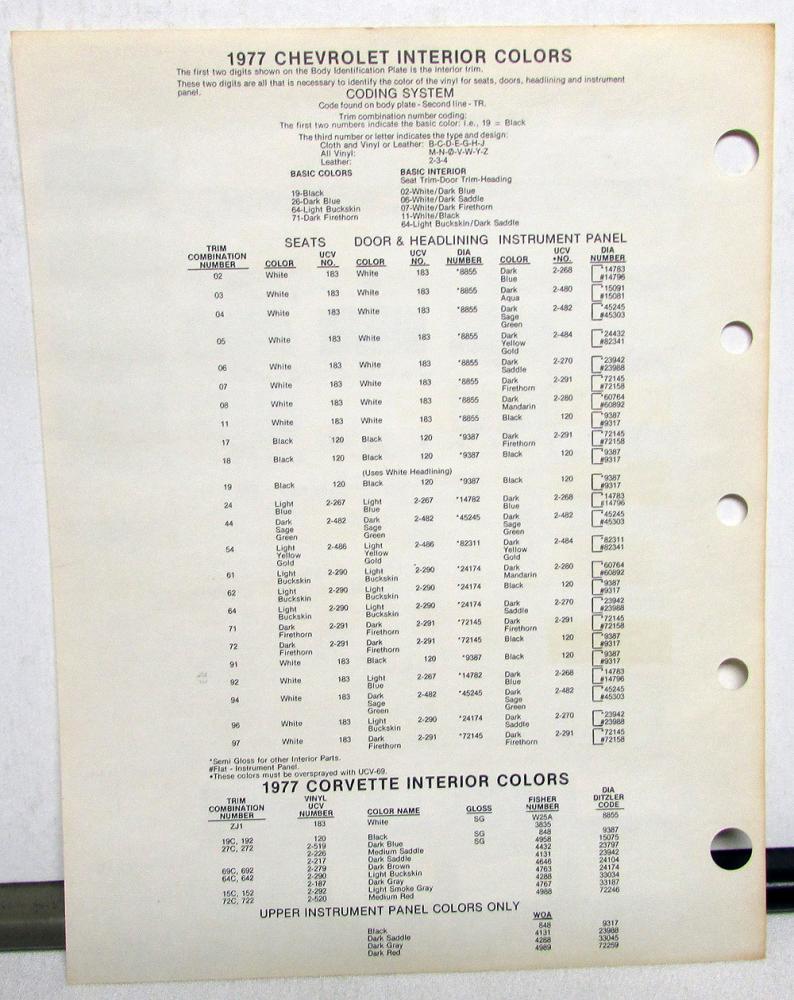 1977 CHEVROLET INTERIOR COLORS
The first two digits shown on the Body Identification Plate is the interior trim.
These two digits are all that is necessary to identify the color of the vinyl for seats, doors, headlining and instrument
panel.
CODING SYSTEM
Code found on body plate - Second line - TR.
Trim combination number coding:
The first two numbers indicate the basic color: i.e., 19 = Black
The third number or letter indicates the type and design:
Cloth and Vinyl or Leather: B-C-D-E-G-H-J
All Vinyl: M-N-Ø-V-W-Y-Z
Leather: 2-3-4
BASIC COLORS BASIC INTERIOR
Seat Trim-Door Trim-Heading
19-Black 02-White/Dark Blue
26-Dark Blue 06-White/Dark Saddle
64-Light Buckskin 07-White/Dark Firethorn
71-Dark Firethorn 11-White/Black
64-Light Buckskin/Dark Saddle
SEATS DOOR & HEADLINING INSTRUMENT PANEL
TRIM UCV UCV DIA UCV DIA
COMBINATION
NUMBER COLOR NO. COLOR NO. NUMBER COLOR •NO. NUMBER
02 White 183 White 183 *8855 Dark 2-268 *14783
Blue #14796
03 White 183 White 183 *8855 Dark 2-480 *15091
Aqua #15081
04 White 183 White 183 *8855 Dark 2-482 *45245
Sage #45303
Green
05 White 183 White 183 *8855 Dark 2-484 *24432
Yellow #82341
Gold
06 White 183 White 183 *8855 Dark 2-270 *23942
Saddle #23988
07 White 183 White 183 *8855 Dark 2-291 *72145
Firethorn #72158
08 White 183 White 183 *8855 Dark 2-280 *60764
Mandarin #60892
11 White 183 White 183 *8855 Black 120 *9387
#9317
17 Black 120 Black 120 *9387 Dark 2-291 *72145
Firethorn #72158
18 Black 120 Black 120 *9387 Black 120 *9387
#9317
(Uses White Headlining)
19 Black 120 Black 120 *9387 Black 120 *9387
#9317
24 Light 2-267 Light 2-267 *14782 Dark 2-268 *14783
Blue Blue Blue #14796
44 Dark 2-482 Dark 2-482 *45245 Dark 2-482 *45245
Sage Sage Sage #45303
Green Green Green
54 Light 2-486 Light 2-486 *82311 Dark 2-484 *82311
Yellow Yellow Yellow #82341
Gold Gold Gold
61 Light 2-290 Light 2-290 *24174 Dark 2-280 *60764
Buckskin Buckskin Mandarin #60892
62 Light 2-290 Light 2-290 *24174 Black 120 *9387
Buckskin Buckskin #9317
64 Light 2-290 Light 2-290 *24174 Dark 2-270 *23942
Buckskin Buckskin Saddle #23988
71 Dark 2-291 Dark 2-291 *72145 Dark 2-291 *72145
Firethorn Firethorn Firethorn #72158
72 Dark 2-291 Dark 2-291 *72145 Black 120 *9387
Firethorn Firethorn #9317
91 White 183 Black 120 *9387 Black 120 *9387
#9317
92 White 183 Light 2-267 *14782 Dark 2-268 *14783
Blue Blue #14796
94 White 183 Dark 2-482 *45245 Dark 2-482 *45245
Sage Sage #45303
Green Green
96 White 183 Light 2-290 *24174 Dark 2-270 *23942
Buckskin Saddle #23988
97 White 183 Dark 2-291 *72145 Dark 2-291 *72145
Firethorn Firethorn #72158
*Semi Gloss for other Interior Parts.
#Flat - Instrument Panel.
•These colors must be oversprayed with UCV-69.
1977 CORVETTE INTERIOR COLORS
TRIM VINYL FISHER DIA
COMBINATION UCV DITZLER
NUMBER NUMBER COLOR NAME GLOSS NUMBER CODE
ZJ1 183 White SG W25A 8855
3835
19C, 192 120 Black SG 848 9387
27C, 272 2-519 Dark Blue SG 4958 15075
2-226 Medium Saddle 4432 23797
2-217 Dark Saddle 4131 23942
2-279 Dark Brown 4646 24104
69C, 692 2-290 Light Buckskin 4763 24174
64C, 642 2-187 Dark Gray 4288 33034
15C, 152 2-292 Light Smoke Gray 4767 33187
72C, 722 2-520 Medium Red 4988 72246
UPPER INSTRUMENT PANEL COLORS ONLY
WOA
Black 848 9317
Dark Saddle 4131 23988
Dark Gray 4288 33045
Dark Red 4989 72259